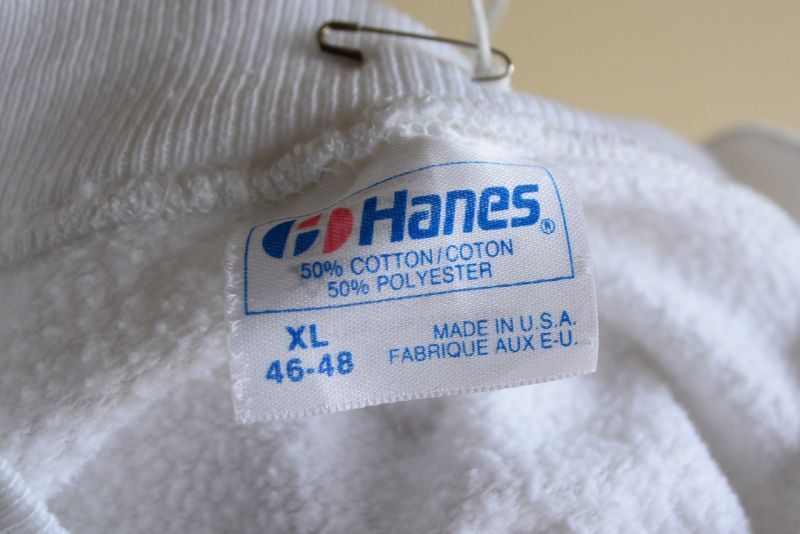 Hanes®
50% COTTON/COTON
50% POLYESTER
XL
46-48
MADE IN U.S.A.
FABRIQUE AUX E-U.